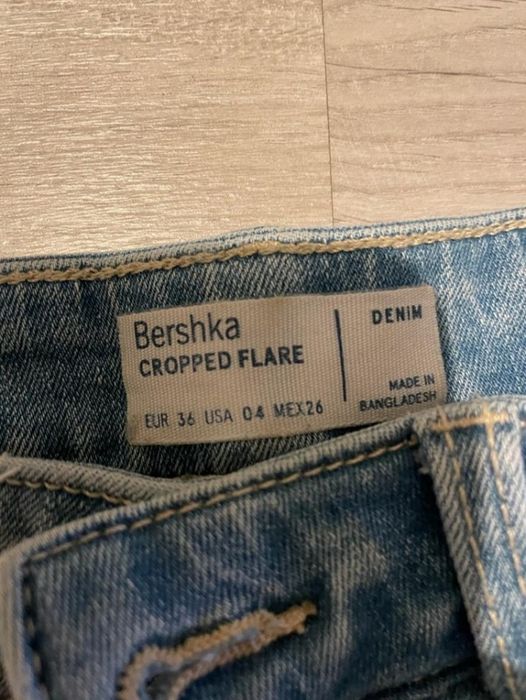 Bershka
CROPPED FLARE
EUR 36 USA 04 MEX26
DENIM
MADE IN
BANGLADESH